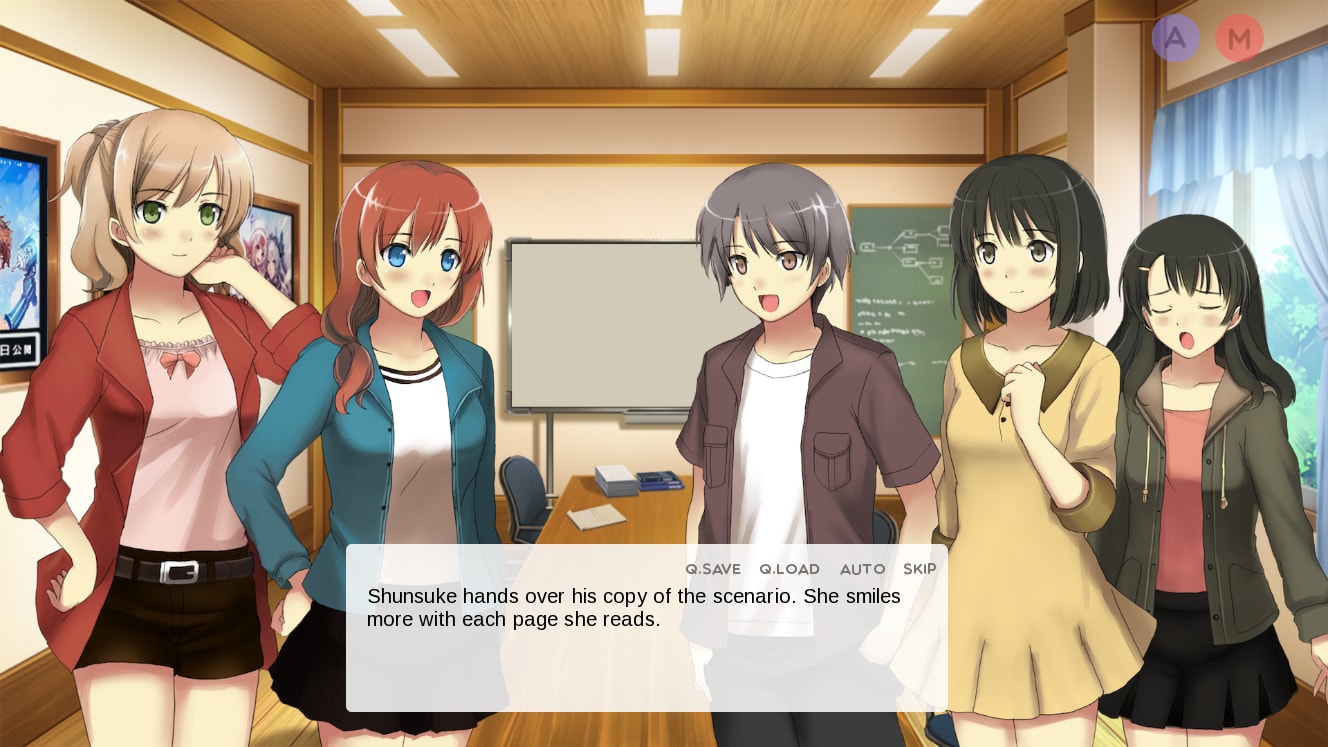 A M
日公開
Q.SAVE Q.LOAD AUTO SKIP
Shunsuke hands over his copy of the scenario. She smiles
more with each page she reads.